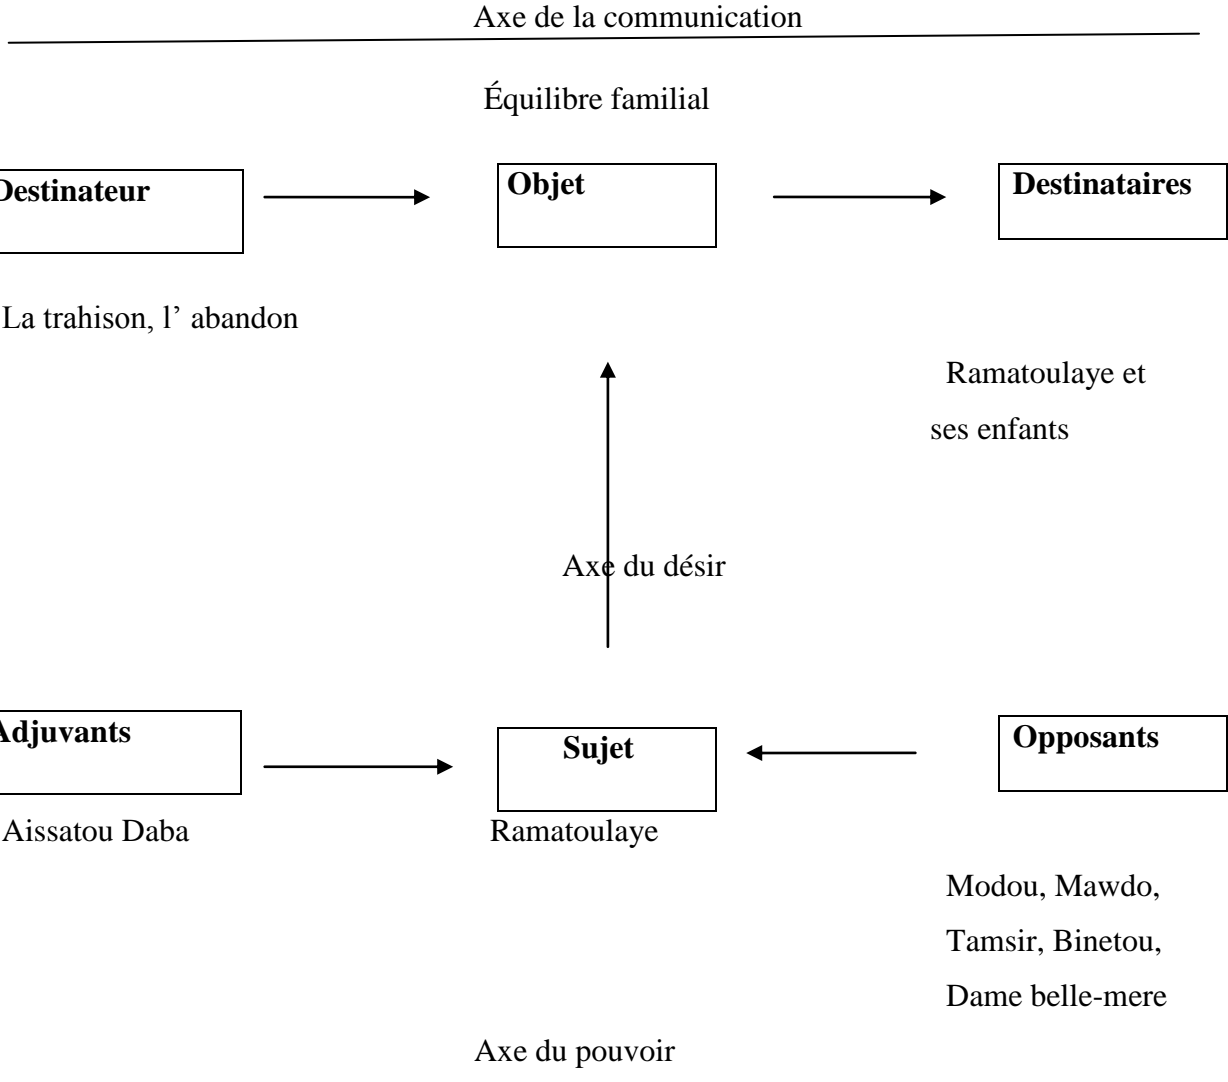 Axe de la communication
Équilibre familial
Destinateur
Objet
Destinataires
La trahison, l’ abandon
Ramatoulaye et
ses enfants
Axe du désir
Adjuvants
Sujet
Opposants
Aissatou Daba
Ramatoulaye
Modou, Mawdo,
Tamsir, Binetou,
Dame belle-mere
Axe du pouvoir